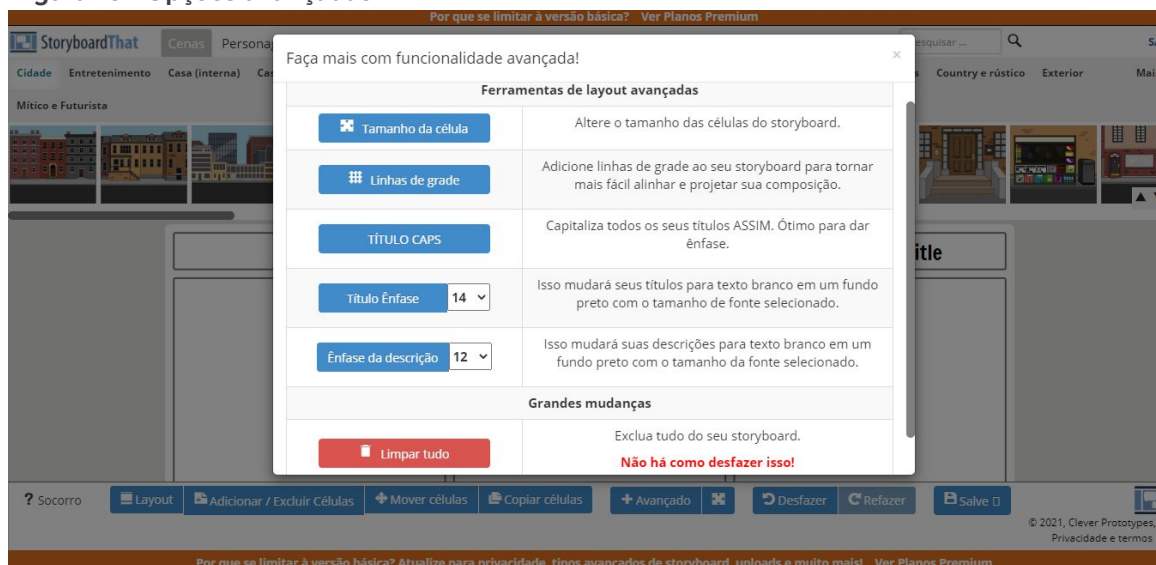 Por que se limitar à versão básica? Ver Planos Premium
StoryboardThat Cenas
Faça mais com funcionalidade avançada! ×
Cidade Entretenimento Casa (interna) Country e rústico Exterior
Mítico e Futurista
Ferramentas de layout avançadas
Tamanho da célula Altere o tamanho das células do storyboard.
Linhas de grade Adicione linhas de grade ao seu storyboard para tornar
mais fácil alinhar e projetar sua composição.
TÍTULO CAPS Capitaliza todos os seus títulos ASSIM. Ótimo para dar
ênfase.
Título Ênfase 14 Isso mudará seus títulos para texto branco em um fundo
preto com o tamanho de fonte selecionado.
Ênfase da descrição 12 Isso mudará suas descrições para texto branco em um
fundo preto com o tamanho da fonte selecionado.
Grandes mudanças
Limpar tudo Exclua tudo do seu storyboard.
Não há como desfazer isso!
? Socorro Layout Adicionar / Excluir Células Mover células Copiar células + Avançado Desfazer Refazer Salve
© 2021, Clever Prototypes,
Privacidade e termos
Por que se limitar à versão básica? Atualize para privacidade, tipos avançados de storyboard, uploads e muito mais! Ver Planos Premium